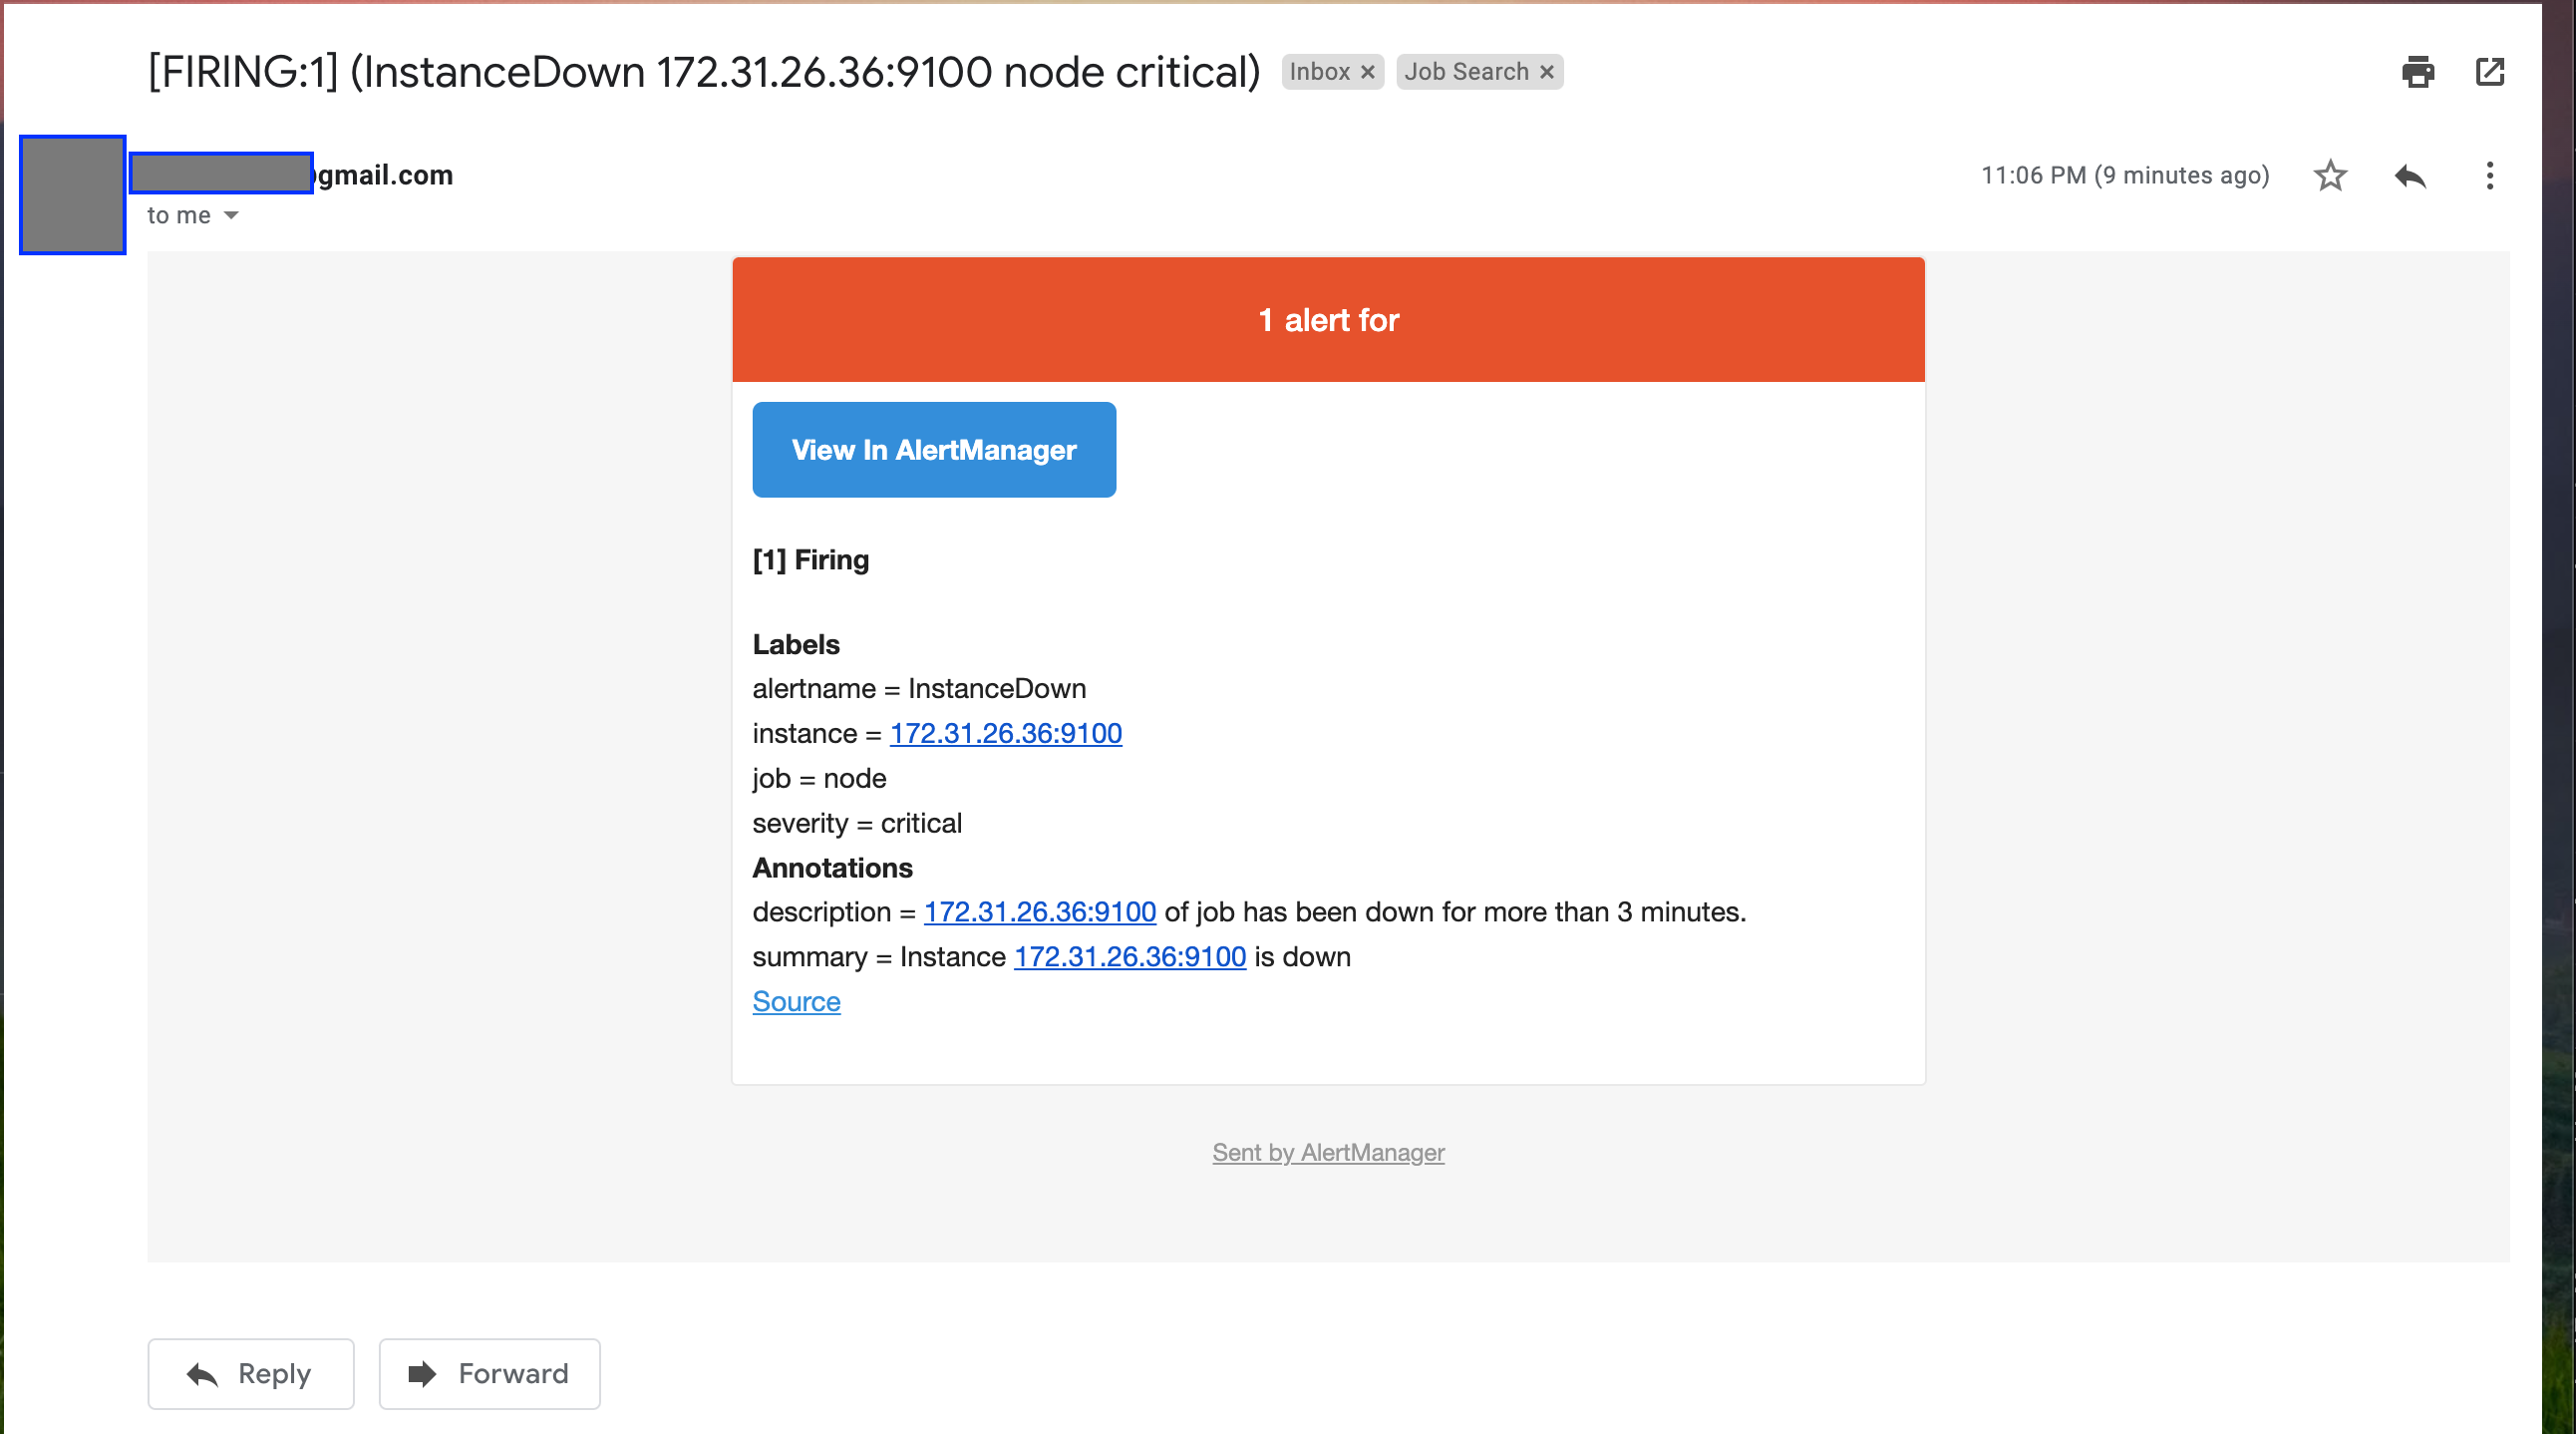 [FIRING:1] (InstanceDown 172.31.26.36:9100 node critical) Inbox × Job Search ×
gmail.com 11:06 PM (9 minutes ago)
to me
1 alert for
View In AlertManager
[1] Firing
Labels
alertname = InstanceDown
instance = 172.31.26.36:9100
job = node
severity = critical
Annotations
description = 172.31.26.36:9100 of job has been down for more than 3 minutes.
summary = Instance 172.31.26.36:9100 is down
Source
Sent by AlertManager
Reply Forward